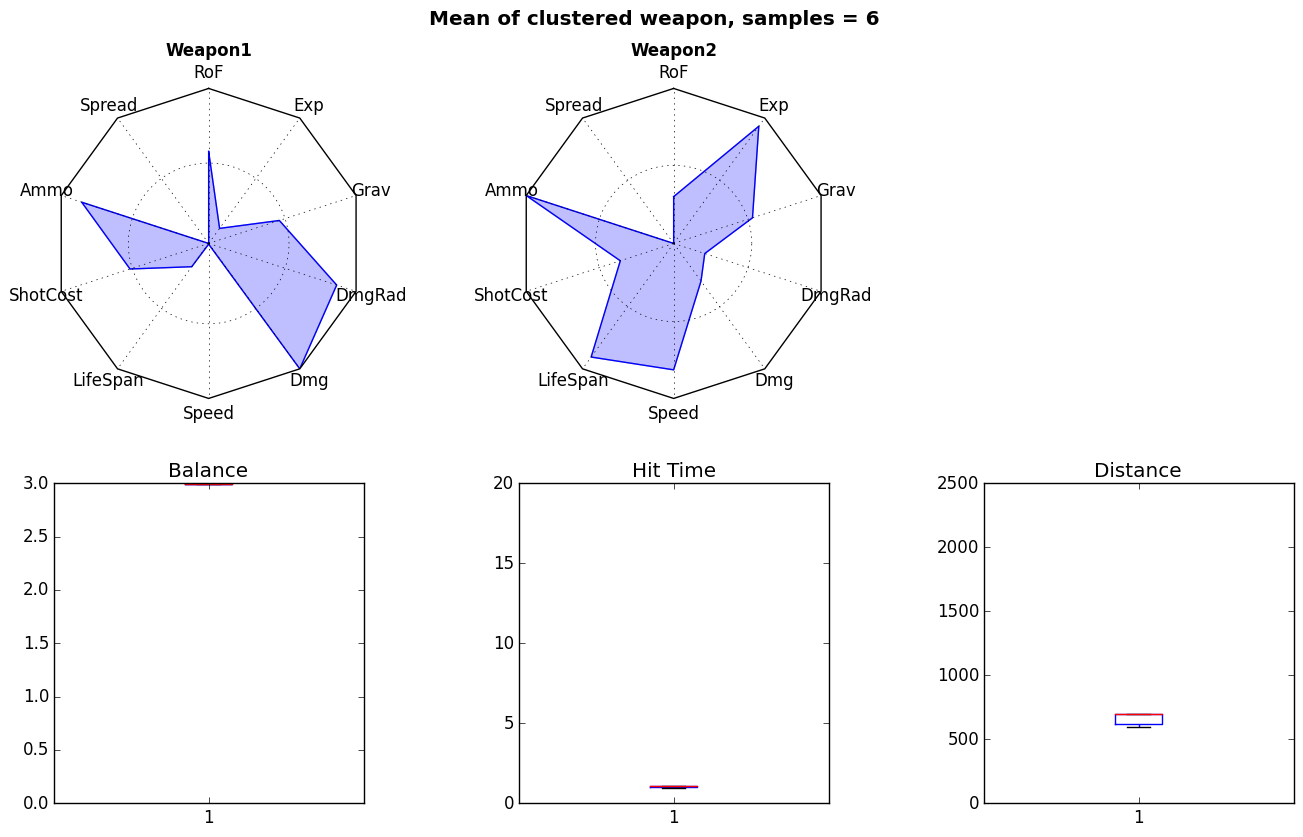 Mean of clustered weapon, samples = 6
Weapon1
RoF
Spread
Exp
Ammo
Grav
ShotCost
DmgRad
LifeSpan
Dmg
Speed
Weapon2
RoF
Spread
Exp
Ammo
Grav
ShotCost
DmgRad
LifeSpan
Dmg
Speed
Balance
3.0
2.5
2.0
1.5
1.0
0.5
0.0
1
Hit Time
20
15
10
5
0
1
Distance
2500
2000
1500
1000
500
0
1